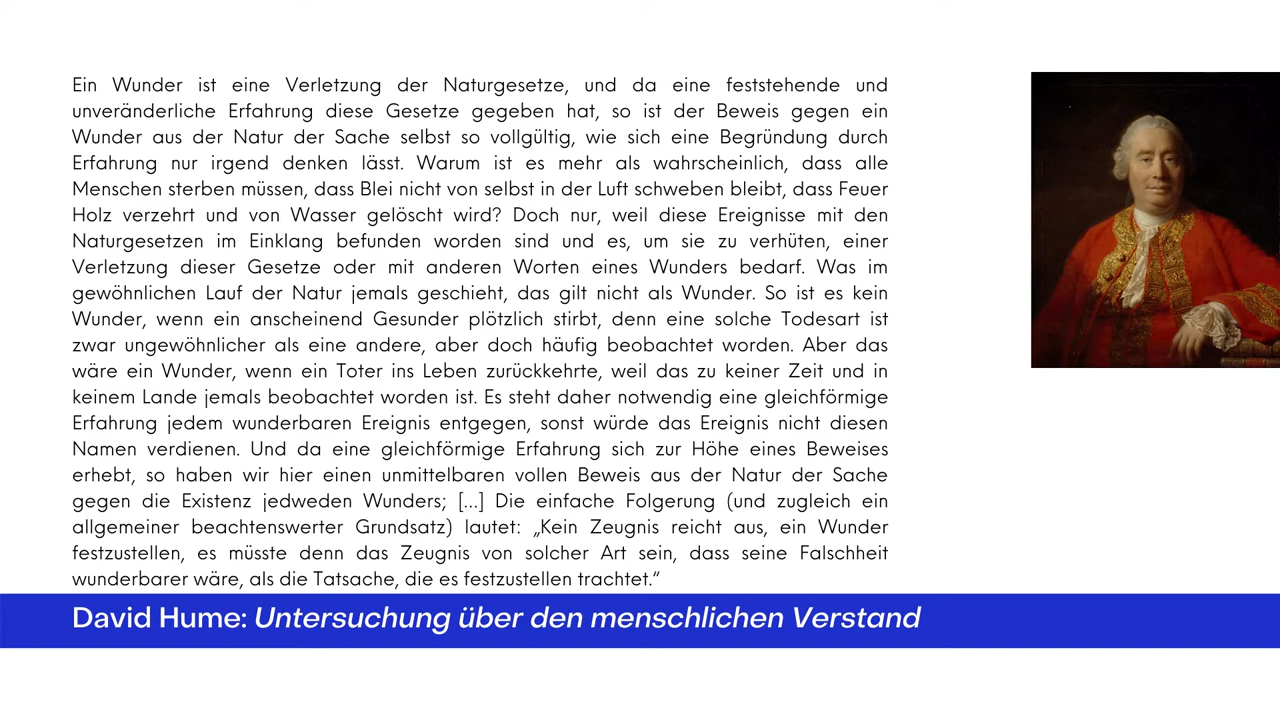 Ein Wunder ist eine Verletzung der Naturgesetze, und da eine feststehende und
unveränderliche Erfahrung diese Gesetze gegeben hat, so ist der Beweis gegen ein
Wunder aus der Natur der Sache selbst so vollgültig, wie sich eine Begründung durch
Erfahrung nur irgend denken lässt. Warum ist es mehr als wahrscheinlich, dass alle
Menschen sterben müssen, dass Blei nicht von selbst in der Luft schweben bleibt, dass Feuer
Holz verzehrt und von Wasser gelöscht wird? Doch nur, weil diese Ereignisse mit den
Naturgesetzen im Einklang befunden worden sind und es, um sie zu verhüten, einer
Verletzung dieser Gesetze oder mit anderen Worten eines Wunders bedarf. Was im
gewöhnlichen Lauf der Natur jemals geschieht, das gilt nicht als Wunder. So ist es kein
Wunder, wenn ein anscheinend Gesunder plötzlich stirbt, denn eine solche Todesart ist
zwar ungewöhnlicher als eine andere, aber doch häufig beobachtet worden. Aber das
wäre ein Wunder, wenn ein Toter ins Leben zurückkehrte, weil das zu keiner Zeit und in
keinem Lande jemals beobachtet worden ist. Es steht daher notwendig eine gleichförmige
Erfahrung jedem wunderbaren Ereignis entgegen, sonst würde das Ereignis nicht diesen
Namen verdienen. Und da eine gleichförmige Erfahrung sich zur Höhe eines Beweises
erhebt, so haben wir hier einen unmittelbaren vollen Beweis aus der Natur der Sache
gegen die Existenz jedweden Wunders; [...] Die einfache Folgerung (und zugleich ein
allgemeiner beachtenswerter Grundsatz) lautet: „Kein Zeugnis reicht aus, ein Wunder
festzustellen, es müsste denn das Zeugnis von solcher Art sein, dass seine Falschheit
wunderbarer wäre, als die Tatsache, die es festzustellen trachtet.“
David Hume: Untersuchung über den menschlichen Verstand